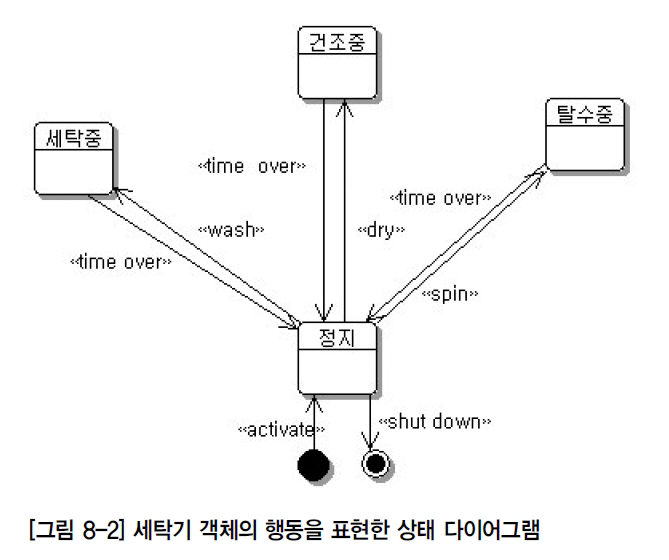 건조중
탈수중
세탁중
«time over»
«time over»
«wash»
«dry»
«time over»
«spin»
정지
«activate»
«shut down»
[그림 8-2] 세탁기 객체의 행동을 표현한 상태 다이어그램